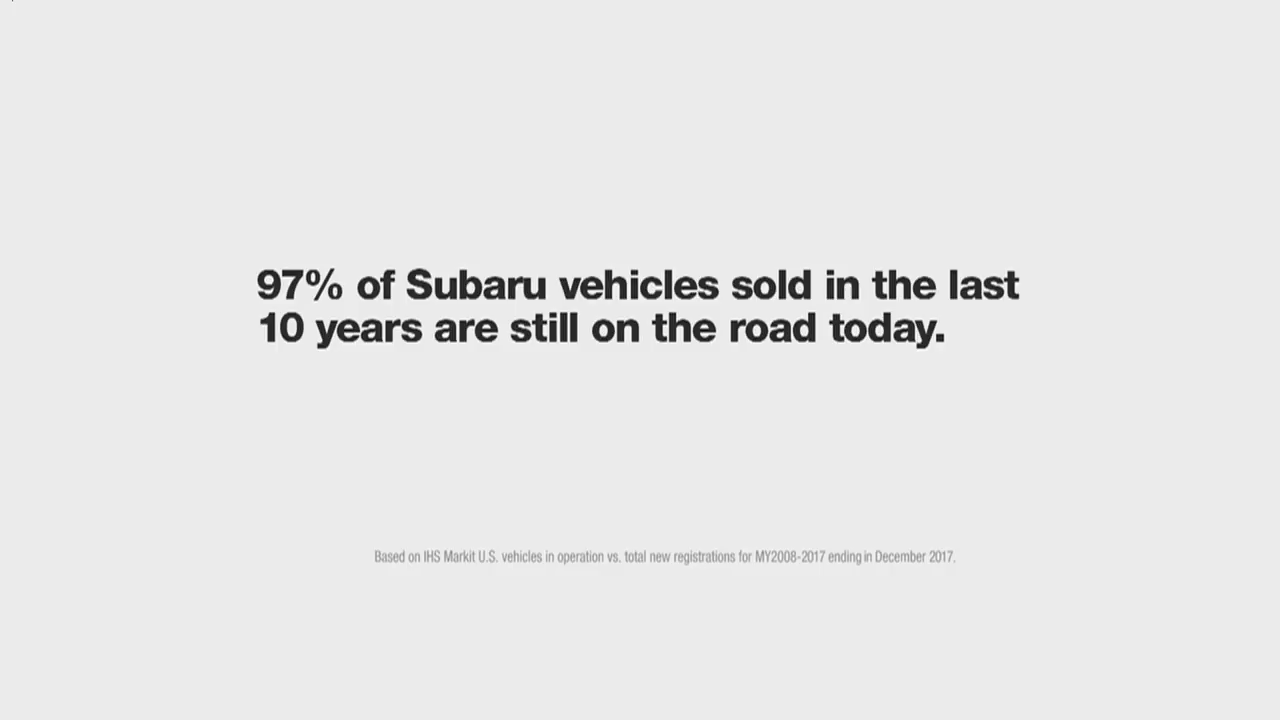 97% of Subaru vehicles sold in the last
10 years are still on the road today.
Based on IHS Markit U.S. vehicles in operation vs. total new registrations for MY2008-2017 ending in December 2017.